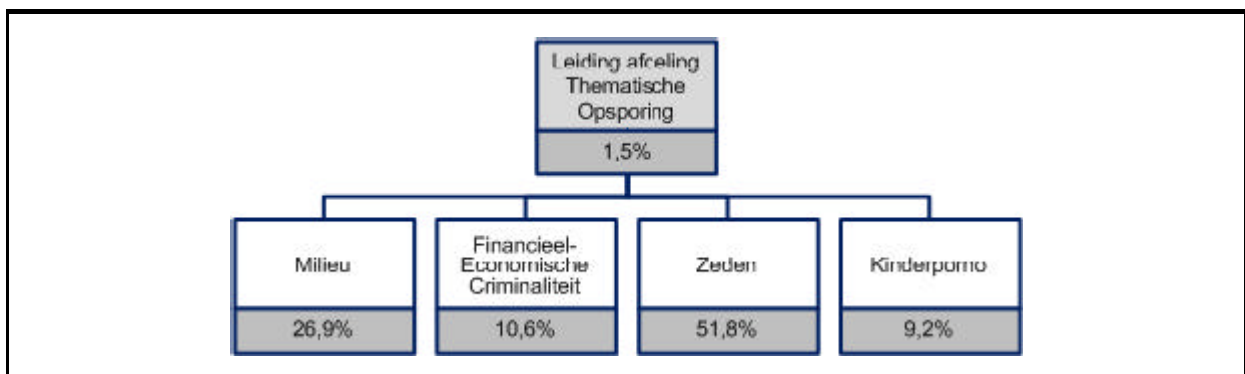 Leiding afdeling
Thematische
Opsporing
1,5%
Milieu
Financieel-
Economische
Criminaliteit
Zeden
Kinderporno
26,9%
10,6%
51,8%
9,2%